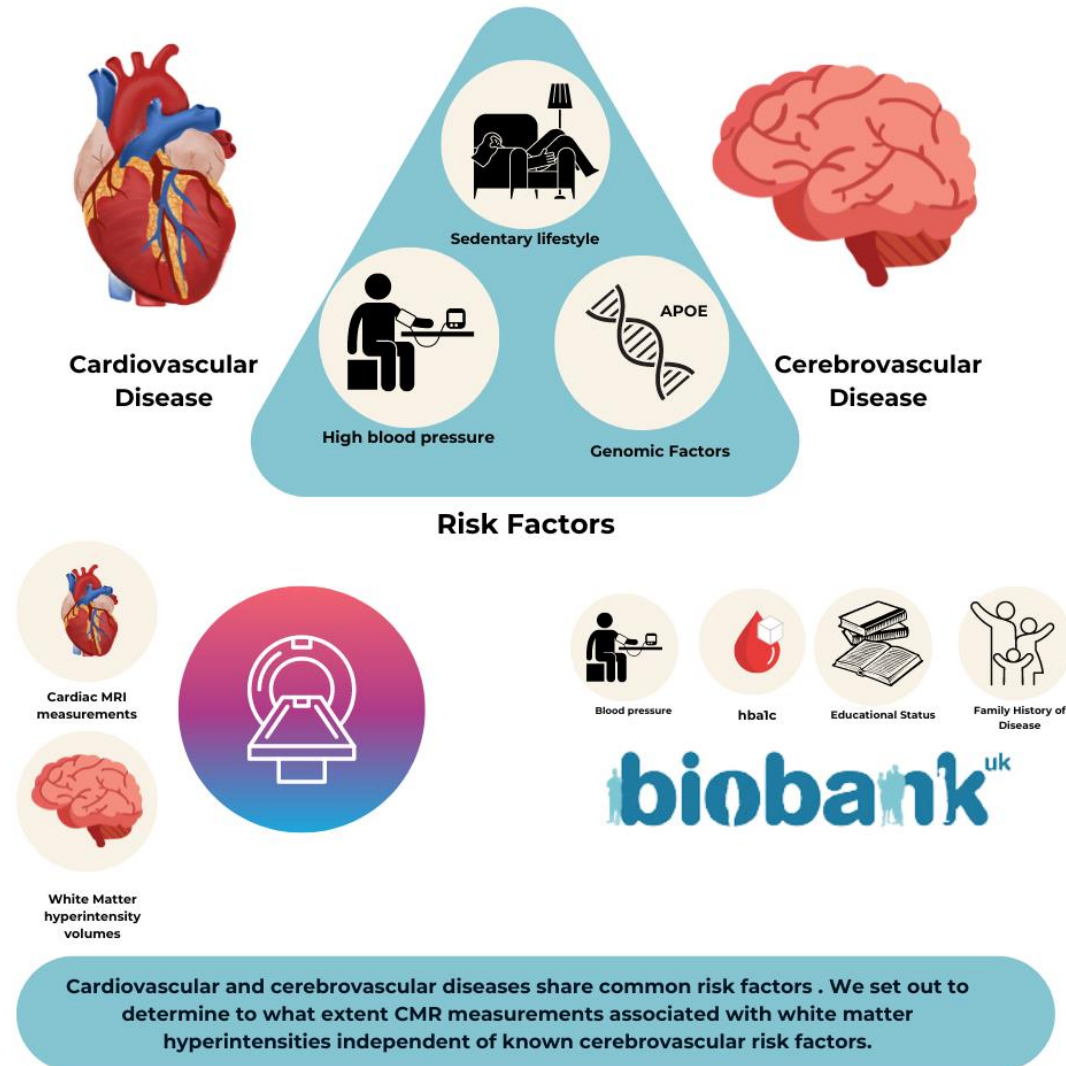 Sedentary lifestyle
APOE
Cardiovascular
Disease
High blood pressure
Genomic Factors
Cerebrovascular
Disease
Risk Factors
Cardiac MRI
measurements
White Matter
hyperintensity
volumes
Blood pressure
hba1c
Educational Status
Family History of
Disease
biobank uk
Cardiovascular and cerebrovascular diseases share common risk factors . We set out to
determine to what extent CMR measurements associated with white matter
hyperintensities independent of known cerebrovascular risk factors.